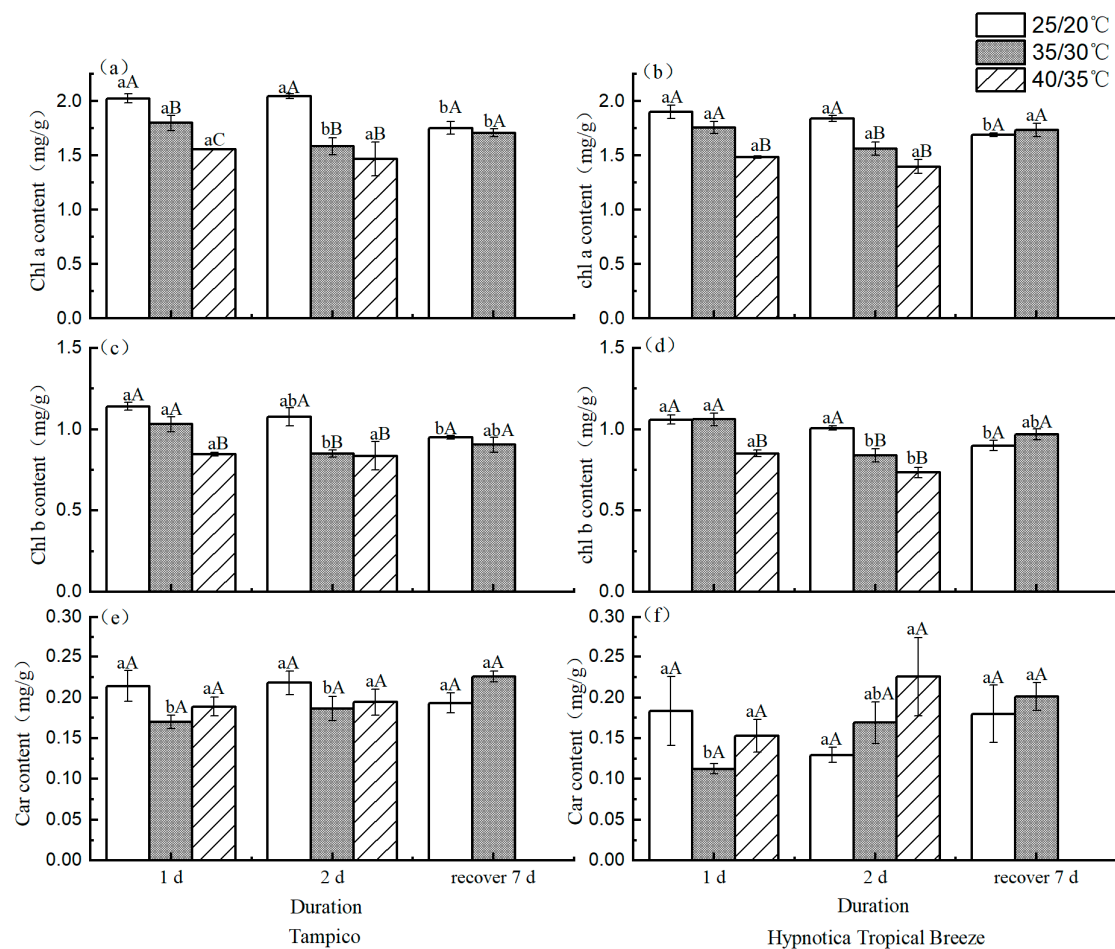 25/20℃
35/30℃
40/35℃
(a)
aA
aB
aC
aA
bB
aB
bA
bA
2.0
1.5
1.0
0.5
0.0
Chl a content（mg/g）
(b)
aA
aA
aB
aA
aB
aB
bA
aA
2.0
1.5
1.0
0.5
0.0
chl a content（mg/g）
(c)
aA
aA
aB
abA
bB
aB
bA
abA
1.5
1.0
0.5
0.0
Chl b content（mg/g）
(d)
aA
aA
aB
aA
bB
bB
bA
abA
1.5
1.0
0.5
0.0
chl b content（mg/g）
(e)
aA
bA
aA
aA
bA
aA
aA
aA
0.30
0.25
0.20
0.15
0.10
0.05
0.00
Car content（mg/g）
(f)
aA
bA
aA
aA
abA
aA
aA
aA
0.30
0.25
0.20
0.15
0.10
0.05
0.00
Car content（mg/g）
1 d
2 d
recover 7 d
Duration
Tampico
1 d
2 d
recover 7 d
Duration
Hypnotica Tropical Breeze